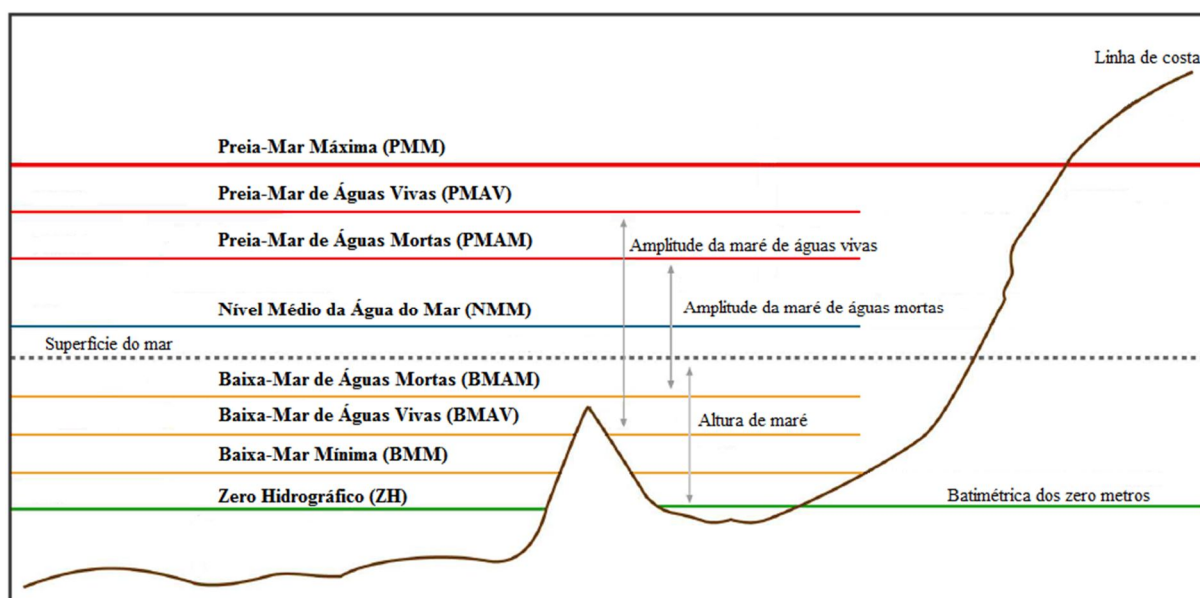 Linha de costa
Preia-Mar Máxima (PMM)
Preia-Mar de Águas Vivas (PMAV)
Preia-Mar de Águas Mortas (PMAM)
Amplitude da maré de águas vivas
Nível Médio da Água do Mar (NMM)
Amplitude da maré de águas mortas
Superficie do mar
Baixa-Mar de Águas Mortas (BMAM)
Baixa-Mar de Águas Vivas (BMAV)
Altura de maré
Baixa-Mar Mínima (BMM)
Zero Hidrográfico (ZH)
Batimétrica dos zero metros